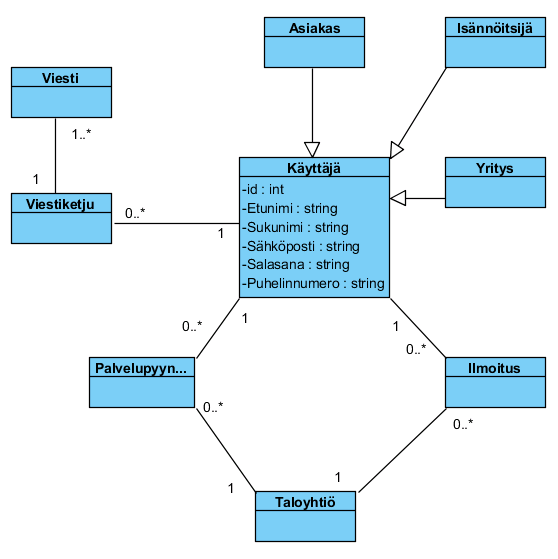 Asiakas
Isännöitsijä
Viesti
1..*
1
Viestiketju
0..*
1
Käyttäjä
-id : int
-Etunimi : string
-Sukunimi : string
-Sähköposti : string
-Salasana : string
-Puhelinnumero : string
Yritys
0..*
1
1
0..*
Palvelupyyn...
Ilmoitus
0..*
0..*
1
1
Taloyhtiö